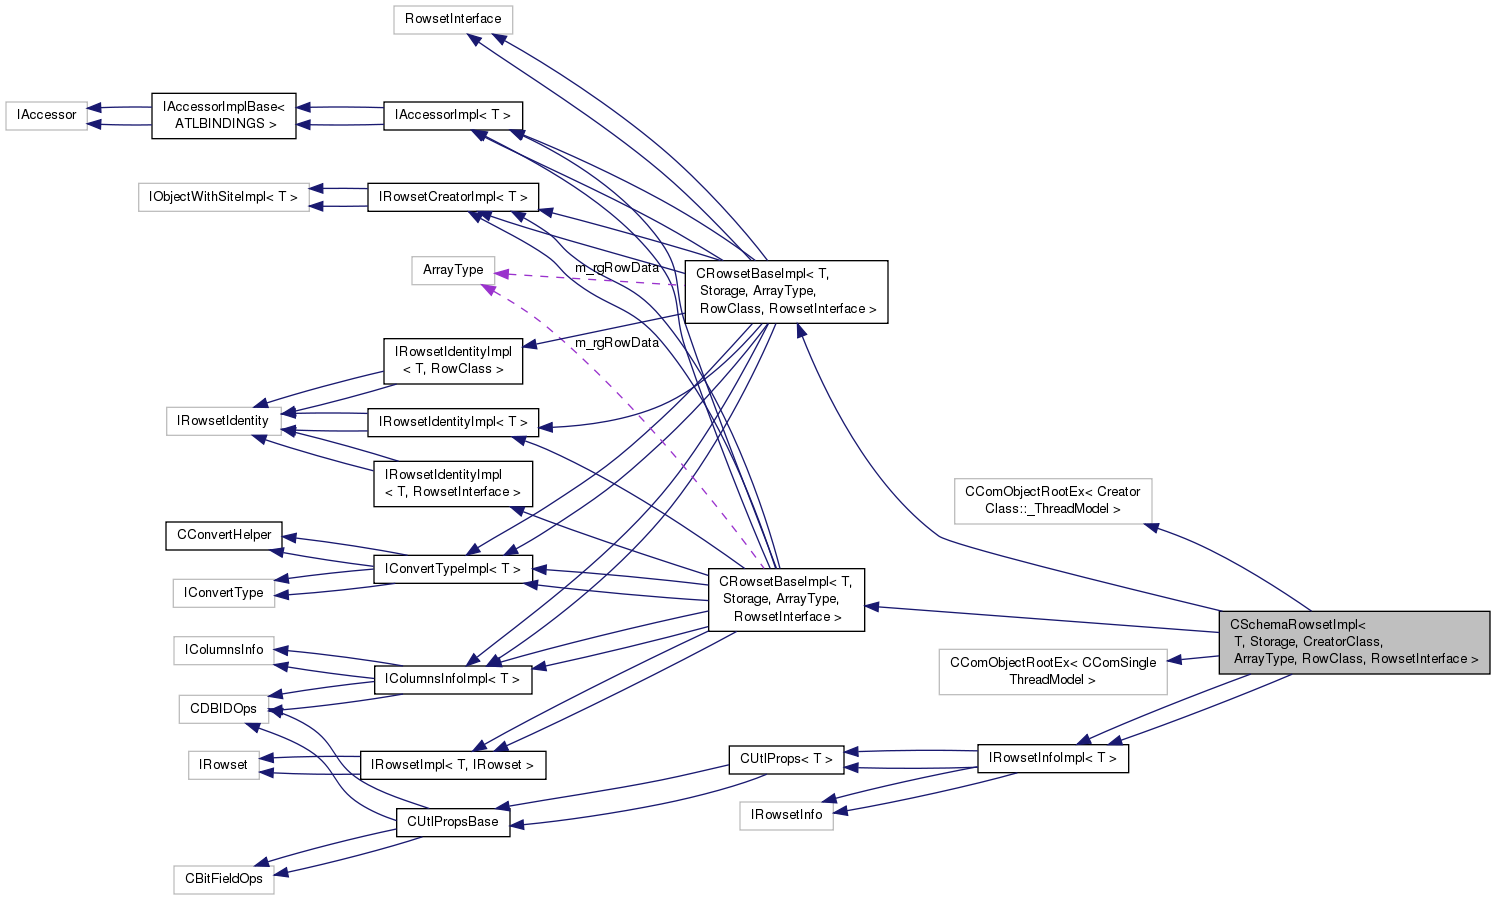 RowsetInterface
IAccessor
IAccessorImplBase<
ATLBINDINGS >
IAccessorImpl< T >
IObjectWithSiteImpl< T >
IRowsetCreatorImpl< T >
ArrayType
m_rgRowData
CRowsetBaseImpl< T,
Storage, ArrayType,
RowClass, RowsetInterface >
m_rgRowData
IRowsetIdentityImpl
< T, RowClass >
IRowsetIdentity
IRowsetIdentityImpl< T >
IRowsetIdentityImpl
< T, RowsetInterface >
CComObjectRootEx< Creator
Class::_ThreadModel >
CConvertHelper
IConvertTypeImpl< T >
IConvertType
CRowsetBaseImpl< T,
Storage, ArrayType,
RowsetInterface >
CSchemaRowsetImpl<
T, Storage, CreatorClass,
ArrayType, RowClass, RowsetInterface >
IColumnsInfo
CComObjectRootEx< CComSingle
ThreadModel >
IColumnsInfoImpl< T >
CDBIDOps
IRowset
IRowsetImpl< T, IRowset >
CUtlProps< T >
IRowsetInfoImpl< T >
IRowsetInfo
CUtlPropsBase
CBitFieldOps